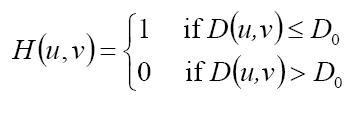 H(u,v) = { 1 if D(u,v) ≤ D₀
0 if D(u,v) > D₀